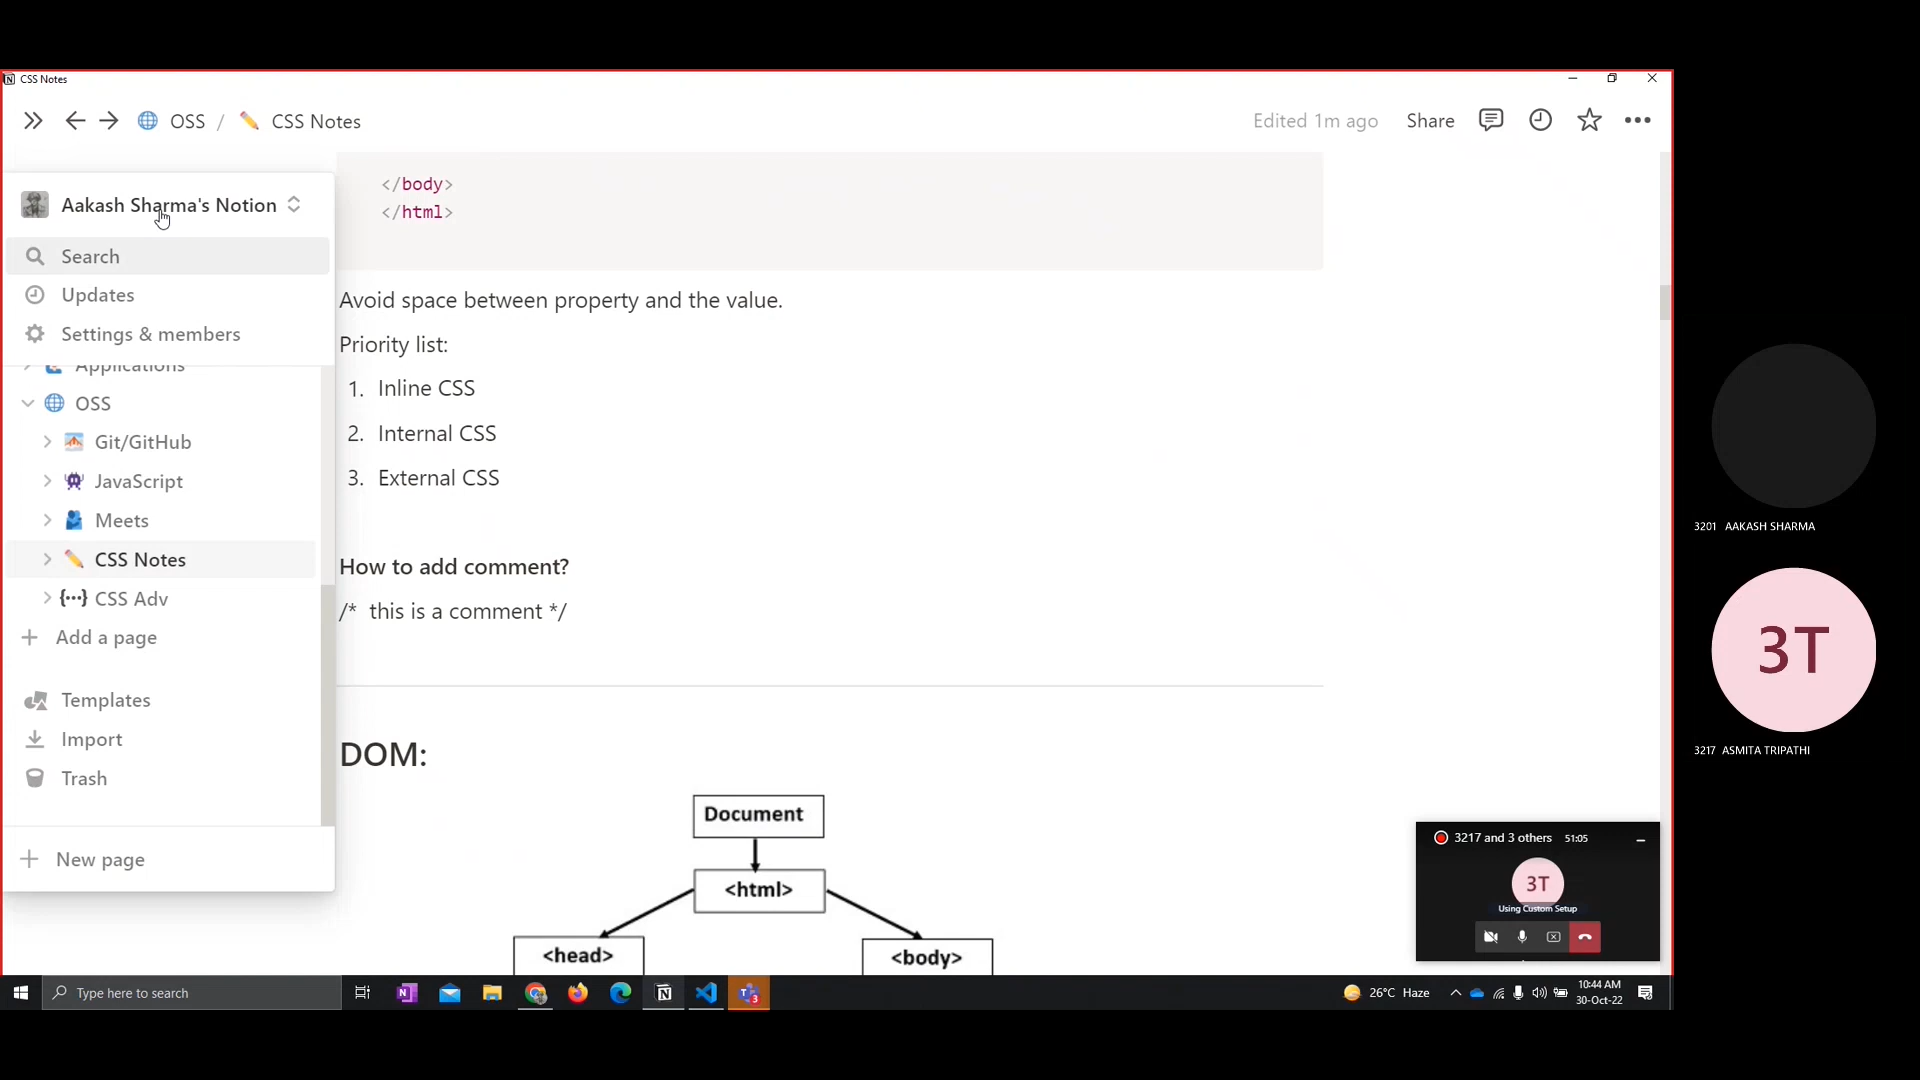 CSS Notes
OSS / CSS Notes
Edited 1m ago Share
Aakash Sharma's Notion
Search
Updates
Settings & members
Applications
OSS
Git/GitHub
JavaScript
Meets
CSS Notes
{···} CSS Adv
+ Add a page
Templates
Import
Trash
+ New page
</body>
</html>
Avoid space between property and the value.
Priority list:
1. Inline CSS
2. Internal CSS
3. External CSS
How to add comment?
/* this is a comment */
DOM:
Document
<html>
<head>
<body>
3201 AAKASH SHARMA
3T
3217 ASMITA TRIPATHI
3217 and 3 others 51:05
3T
Using Custom Setup
Type here to search
26°C Haze
10:44 AM
30-Oct-22